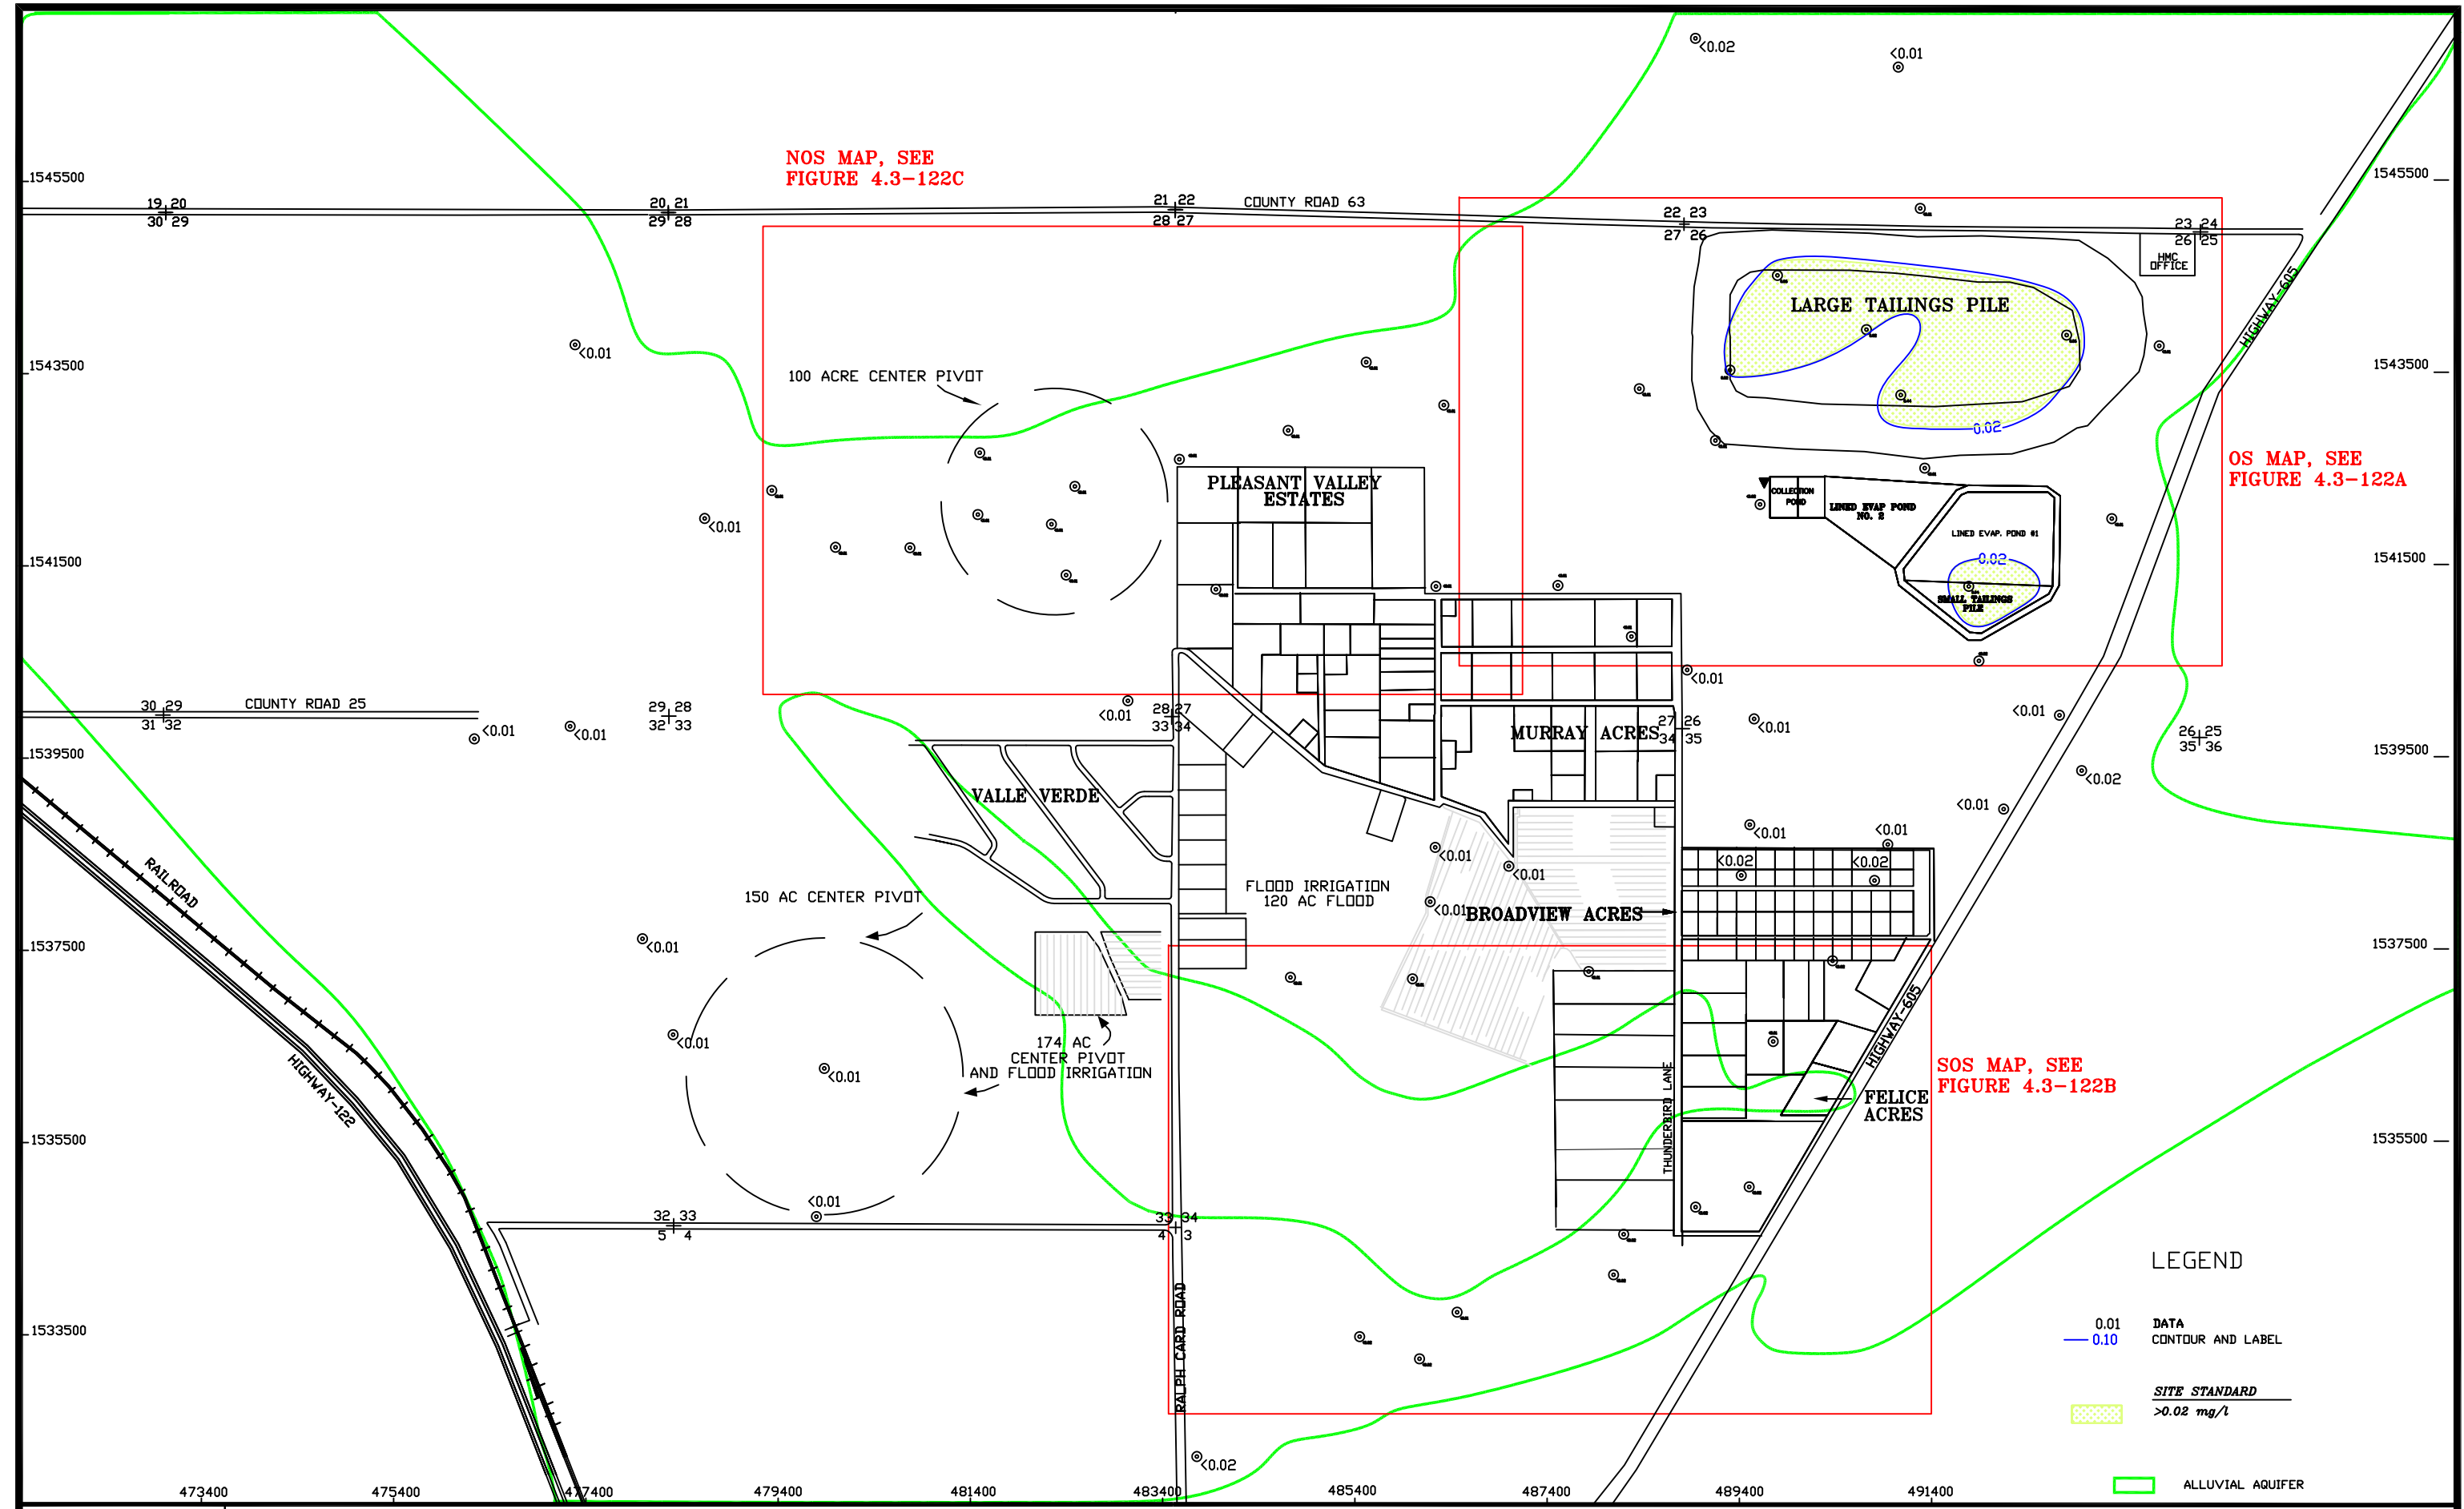 <0.02
<0.01
NOS MAP, SEE
FIGURE 4.3-122C
1545500
1545500
19 20
30 29
20 21
29 28
21 22
28 27
COUNTY ROAD 63
22 23
27 26
23 24
26 25
HMC
OFFICE
HIGHWAY-605
LARGE TAILINGS PILE
<0.01
1543500
1543500
100 ACRE CENTER PIVOT
0.02
OS MAP, SEE
FIGURE 4.3-122A
PLEASANT VALLEY
ESTATES
COLLECTION
POND
LINED EVAP POND
NO. 2
LINED EVAP. POND #1
<0.01
0.02
1541500
1541500
SMALL TAILINGS
PILE
<0.01
30 29
31 32
COUNTY ROAD 25
<0.01
<0.01
29 28
32 33
<0.01
28 27
33 34
MURRAY ACRES
27 26
34 35
<0.01
<0.01
26 25
35 36
1539500
1539500
<0.02
VALLE VERDE
<0.01
<0.01
<0.01
<0.01
<0.02
<0.02
<0.01
RAILROAD
150 AC CENTER PIVOT
FLOOD IRRIGATION
120 AC FLOOD
<0.01
BROADVIEW ACRES
1537500
1537500
<0.01
<0.01
174 AC
CENTER PIVOT
AND FLOOD IRRIGATION
<0.01
HIGHWAY-122
HIGHWAY-605
THUNDERBIRD LANE
SOS MAP, SEE
FIGURE 4.3-122B
FELICE
ACRES
1535500
1535500
<0.01
32 33
5 4
33 34
4 3
RALPH CARD ROAD
1533500
LEGEND
0.01 DATA
0.10 CONTOUR AND LABEL
SITE STANDARD
>0.02 mg/l
ALLUVIAL AQUIFER
<0.02
473400
475400
477400
479400
481400
483400
485400
487400
489400
491400